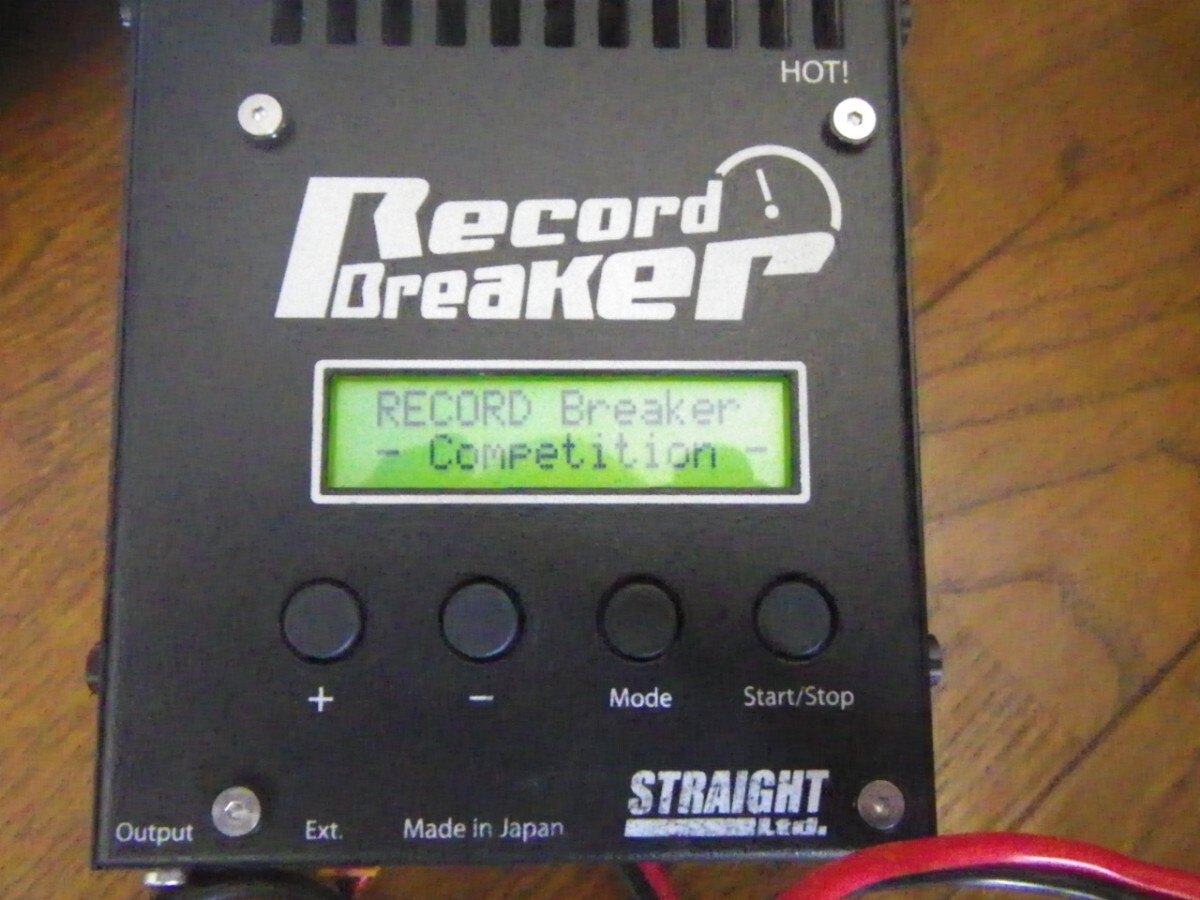 HOT!
Record
Breaker
RECORD Breaker
- Competition -
+ − Mode Start/Stop
STRAIGHT
Ltd.
Output Ext. Made in Japan